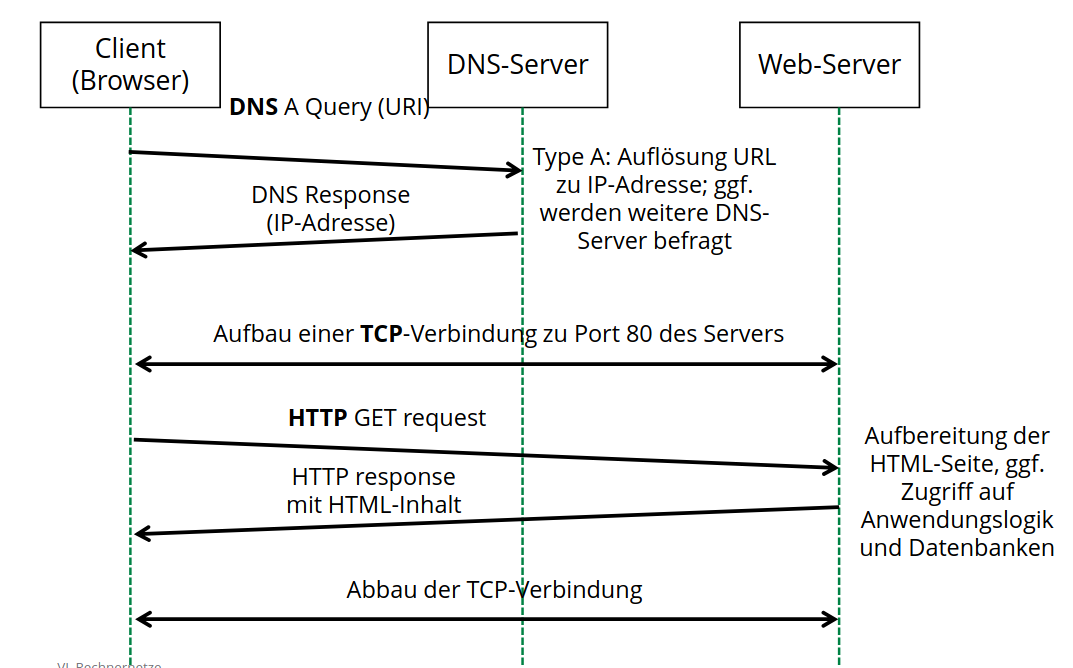 Client
(Browser)
DNS-Server
Web-Server
DNS A Query (URI)
Type A: Auflösung URL
zu IP-Adresse; ggf.
werden weitere DNS-
Server befragt
DNS Response
(IP-Adresse)
Aufbau einer TCP-Verbindung zu Port 80 des Servers
HTTP GET request
Aufbereitung der
HTML-Seite, ggf.
Zugriff auf
Anwendungslogik
und Datenbanken
HTTP response
mit HTML-Inhalt
Abbau der TCP-Verbindung
VL Rechnernetze